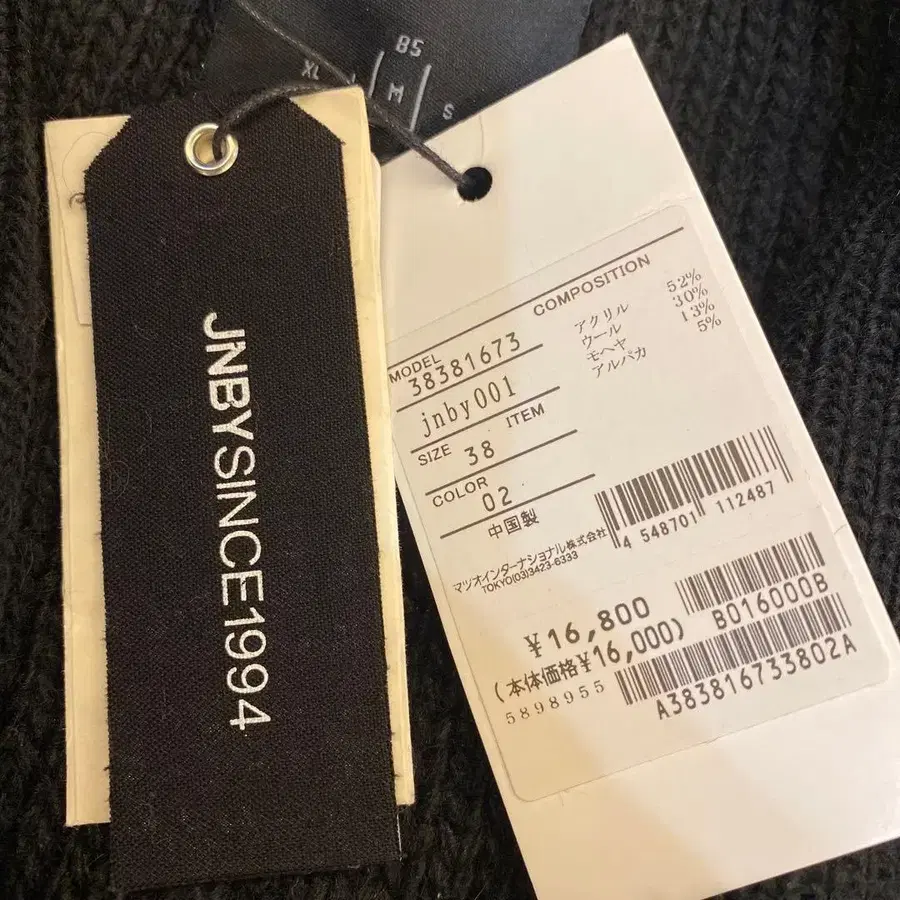 58
XL
M
S
JNBYSINCE1994
COMPOSITION
アクリル 52%
ウール 30%
モヘヤ 13%
アルパカ 5%
MODEL
38381673
jnby001
ITEM
SIZE 38
COLOR
02
中国製
マツオインターナショナル株式会社
TOKYO(03)3423-6333
4 548701 112487
¥16,800
(本体価格¥16,000)
B016000B
5898955
A383816733802A